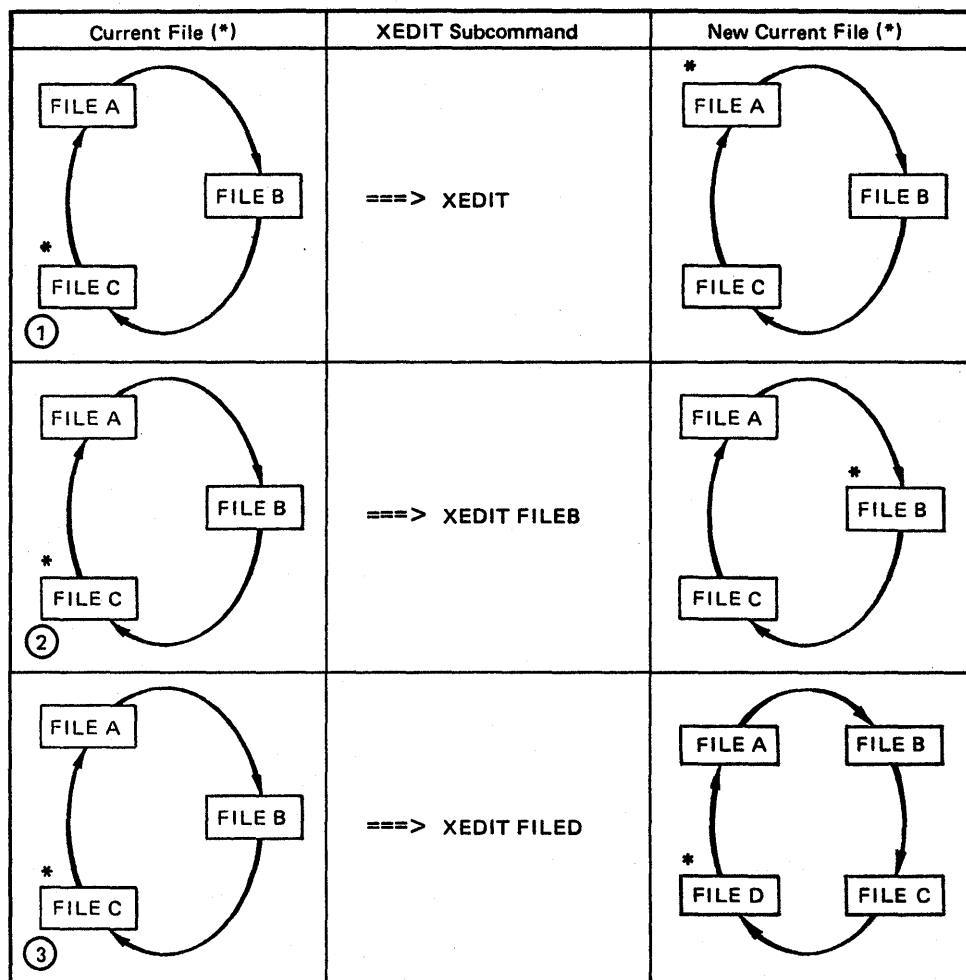 Current File (*)
XEDIT Subcommand
New Current File (*)
FILE A
FILE B
*
FILE C
1
===> XEDIT
*
FILE A
FILE B
FILE C
FILE A
FILE B
*
FILE C
2
===> XEDIT FILEB
FILE A
*
FILE B
FILE C
FILE A
FILE B
*
FILE C
3
===> XEDIT FILED
FILE A
FILE B
*
FILE D
FILE C